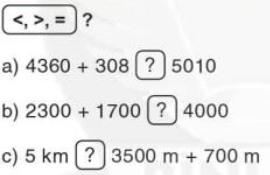 <, >, = ?
a) 4360 + 308 ? 5010
b) 2300 + 1700 ? 4000
c) 5 km ? 3500 m + 700 m